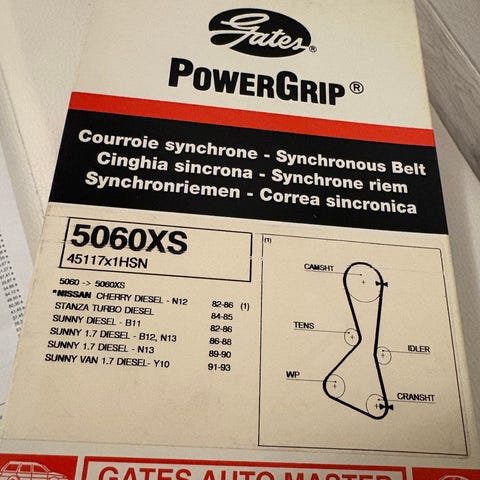 Gates®
POWERGRIP®
Courroie synchrone - Synchronous Belt
Cinghia sincrona - Synchrone riem
Synchronriemen - Correa sincronica
5060XS
45117x1HSN
5060 -> 5060XS
*NISSAN CHERRY DIESEL - N12 82-86 (1)
STANZA TURBO DIESEL 84-85
SUNNY DIESEL - B11 82-86
SUNNY 1.7 DIESEL - B12, N13 86-88
SUNNY 1.7 DIESEL - N13 89-90
SUNNY VAN 1.7 DIESEL- Y10 91-93
(1)
CAMSHT
TENS
IDLER
WP
CRANSHT
GATES AUTO MASTER